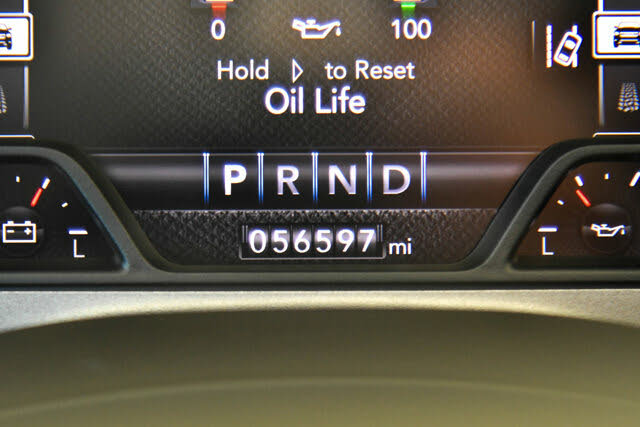 0 100
Hold to Reset
Oil Life
P R N D
L 056597 mi L